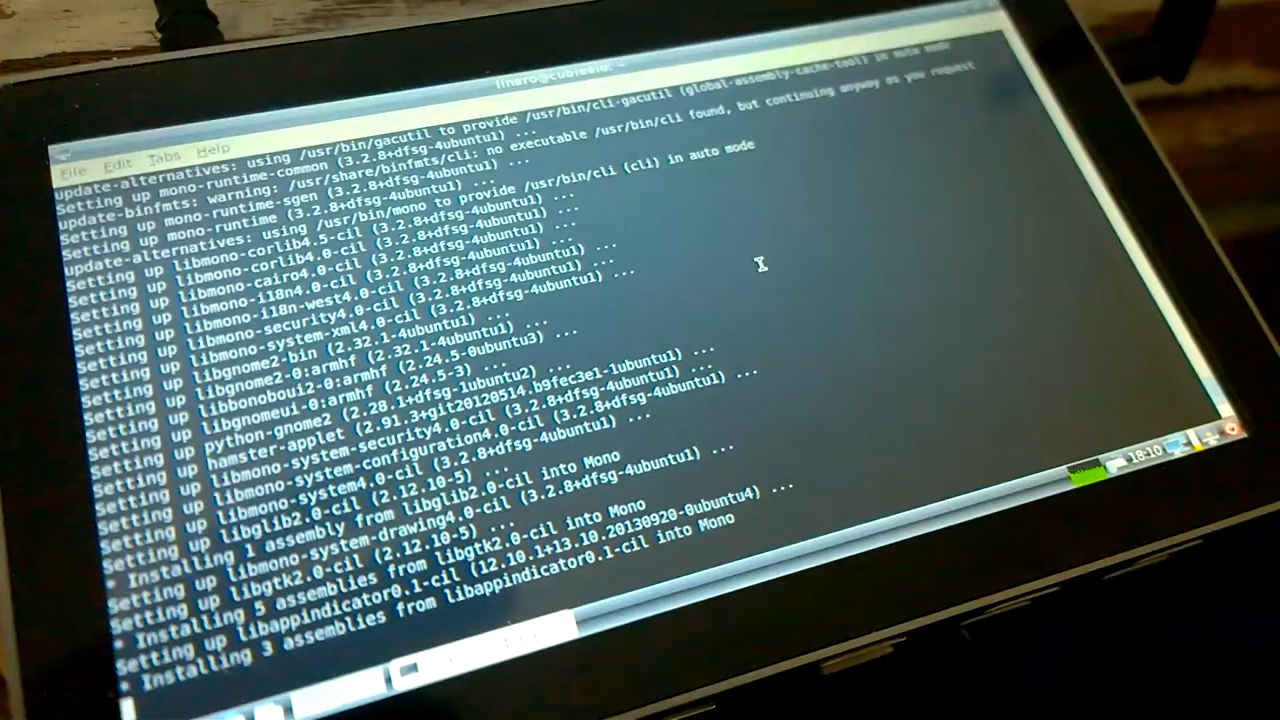 File Edit Tabs Help
update-alternatives: using /usr/bin/gacutil to provide /usr/bin/cli-gacutil (global-assembly-cache-tool) in auto mode
Setting up mono-runtime-common (3.2.8+dfsg-4ubuntu1) ...
update-binfmts: warning: /usr/share/binfmts/cli: no executable /usr/bin/cli found, but continuing anyway as you request
Setting up mono-runtime-sgen (3.2.8+dfsg-4ubuntu1) ...
Setting up mono-runtime (3.2.8+dfsg-4ubuntu1) ...
update-alternatives: using /usr/bin/mono to provide /usr/bin/cli (cli) in auto mode
Setting up libmono-corlib4.5-cil (3.2.8+dfsg-4ubuntu1) ...
Setting up libmono-corlib4.0-cil (3.2.8+dfsg-4ubuntu1) ...
Setting up libmono-cairo4.0-cil (3.2.8+dfsg-4ubuntu1) ...
Setting up libmono-i18n4.0-cil (3.2.8+dfsg-4ubuntu1) ...
Setting up libmono-i18n-west4.0-cil (3.2.8+dfsg-4ubuntu1) ...
Setting up libmono-security4.0-cil (3.2.8+dfsg-4ubuntu1) ...
Setting up libmono-system-xml4.0-cil (3.2.8+dfsg-4ubuntu1) ...
Setting up libgnome2-bin (2.32.1-4ubuntu1) ...
Setting up libgnome2-0:armhf (2.32.1-4ubuntu1) ...
Setting up libbonoboui2-0:armhf (2.24.5-0ubuntu3) ...
Setting up libgnomeui-0:armhf (2.24.5-3) ...
Setting up python-gnome2 (2.28.1+dfsg-1ubuntu2) ...
Setting up hamster-applet (2.91.3+git20120514.b9fec3e1-1ubuntu1) ...
Setting up libmono-system-security4.0-cil (3.2.8+dfsg-4ubuntu1) ...
Setting up libmono-system-configuration4.0-cil (3.2.8+dfsg-4ubuntu1) ...
Setting up libmono-system4.0-cil (3.2.8+dfsg-4ubuntu1) ...
Setting up libglib2.0-cil (2.12.10-5) ...
* Installing 1 assembly from libglib2.0-cil into Mono
Setting up libmono-system-drawing4.0-cil (3.2.8+dfsg-4ubuntu1) ...
Setting up libgtk2.0-cil (2.12.10-5) ...
* Installing 5 assemblies from libgtk2.0-cil into Mono
Setting up libappindicator0.1-cil (12.10.1+13.10.20130920-0ubuntu4) ...
* Installing 3 assemblies from libappindicator0.1-cil into Mono
18:10